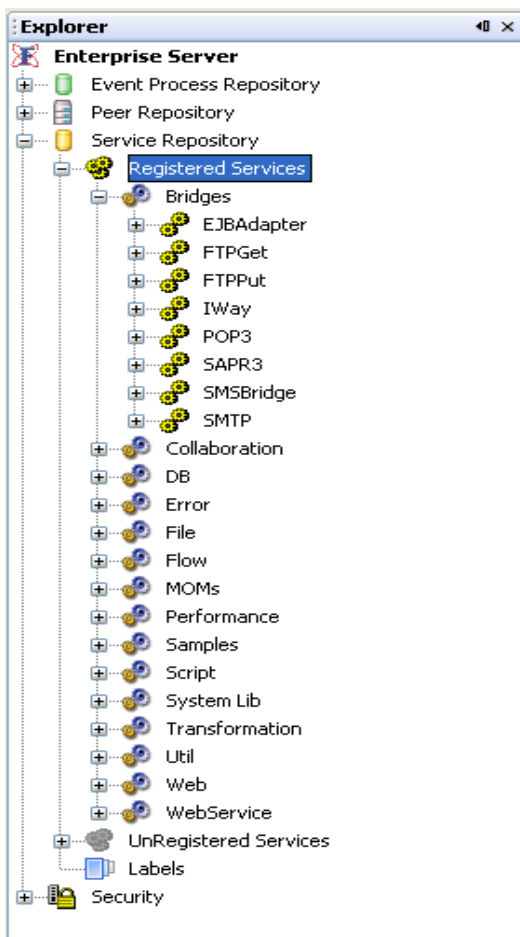 Explorer
Enterprise Server
Event Process Repository
Peer Repository
Service Repository
Registered Services
Bridges
EJBAdapter
FTPGet
FTPPut
IWay
POP3
SAPR3
SMSBridge
SMTP
Collaboration
DB
Error
File
Flow
MOMs
Performance
Samples
Script
System Lib
Transformation
Util
Web
WebService
UnRegistered Services
Labels
Security